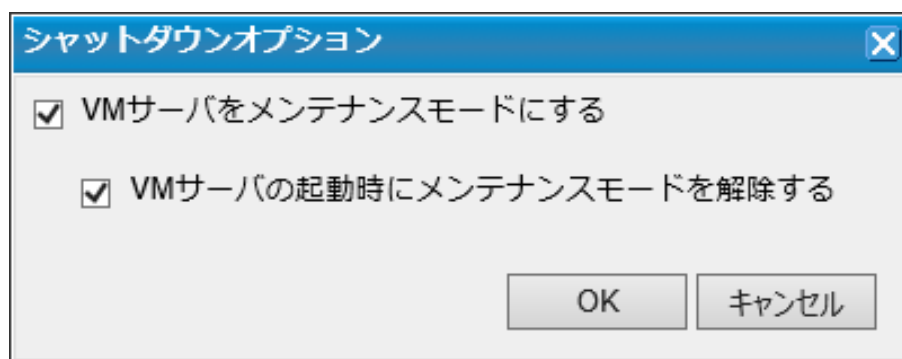 シャットダウンオプション
VMサーバをメンテナンスモードにする
VMサーバの起動時にメンテナンスモードを解除する
OK
キャンセル